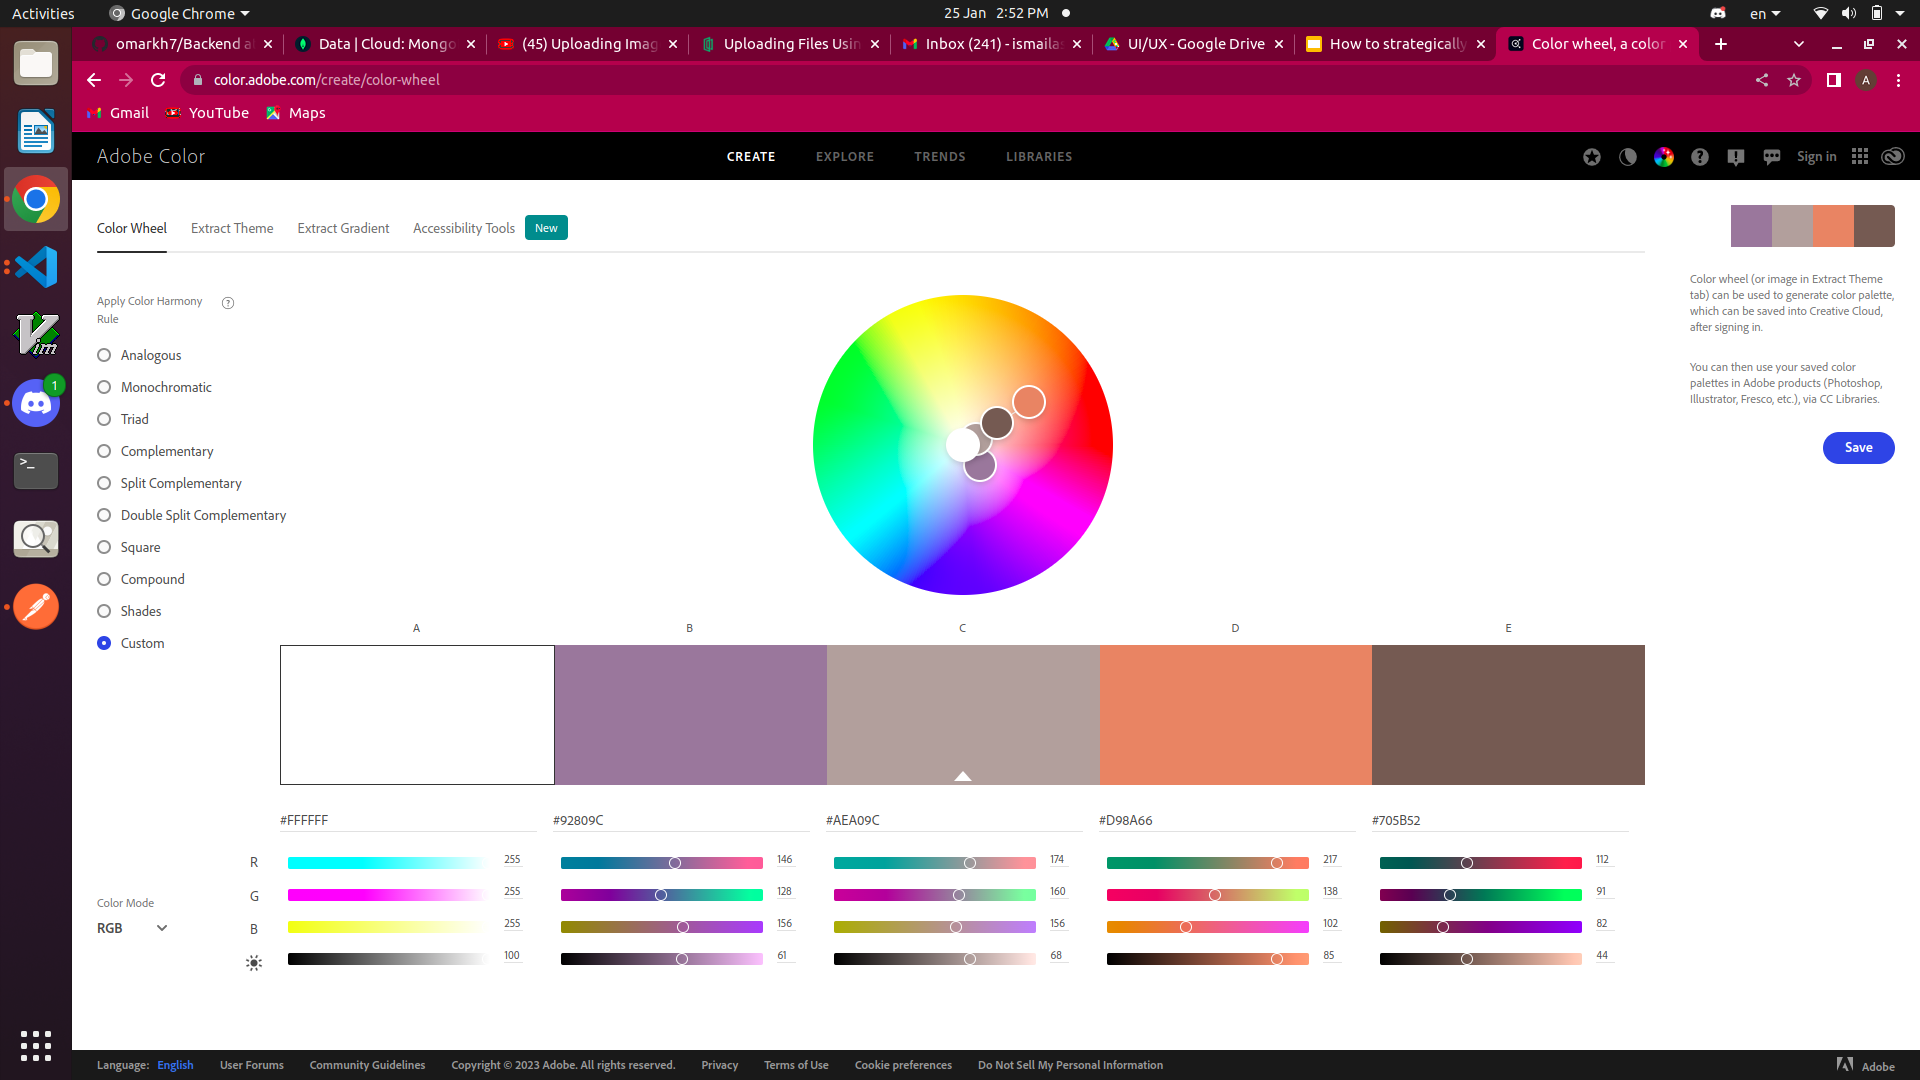 Activities Google Chrome 25 Jan 2:52 PM en
omarkh7/Backend a Data | Cloud: Mongo (45) Uploading Imag Uploading Files Usin Inbox (241) - ismaila UI/UX - Google Drive How to strategically Color wheel, a color
color.adobe.com/create/color-wheel A
Gmail YouTube Maps
Adobe Color CREATE EXPLORE TRENDS LIBRARIES Sign in
Color Wheel Extract Theme Extract Gradient Accessibility Tools New
Color wheel (or image in Extract Theme
tab) can be used to generate color palette,
which can be saved into Creative Cloud,
after signing in.
You can then use your saved color
palettes in Adobe products (Photoshop,
Illustrator, Fresco, etc.), via CC Libraries.
Save
Apply Color Harmony
Rule
Analogous
Monochromatic
Triad
Complementary
Split Complementary
Double Split Complementary
Square
Compound
Shades
Custom
A B C D E
#FFFFFF #92809C #AEA09C #D98A66 #705B52
R 255 146 174 217 112
G 255 128 160 138 91
B 255 156 156 102 82
100 61 68 85 44
Color Mode
RGB
Vim
1
>_
Language: English User Forums Community Guidelines Copyright © 2023 Adobe. All rights reserved. Privacy Terms of Use Cookie preferences Do Not Sell My Personal Information Adobe